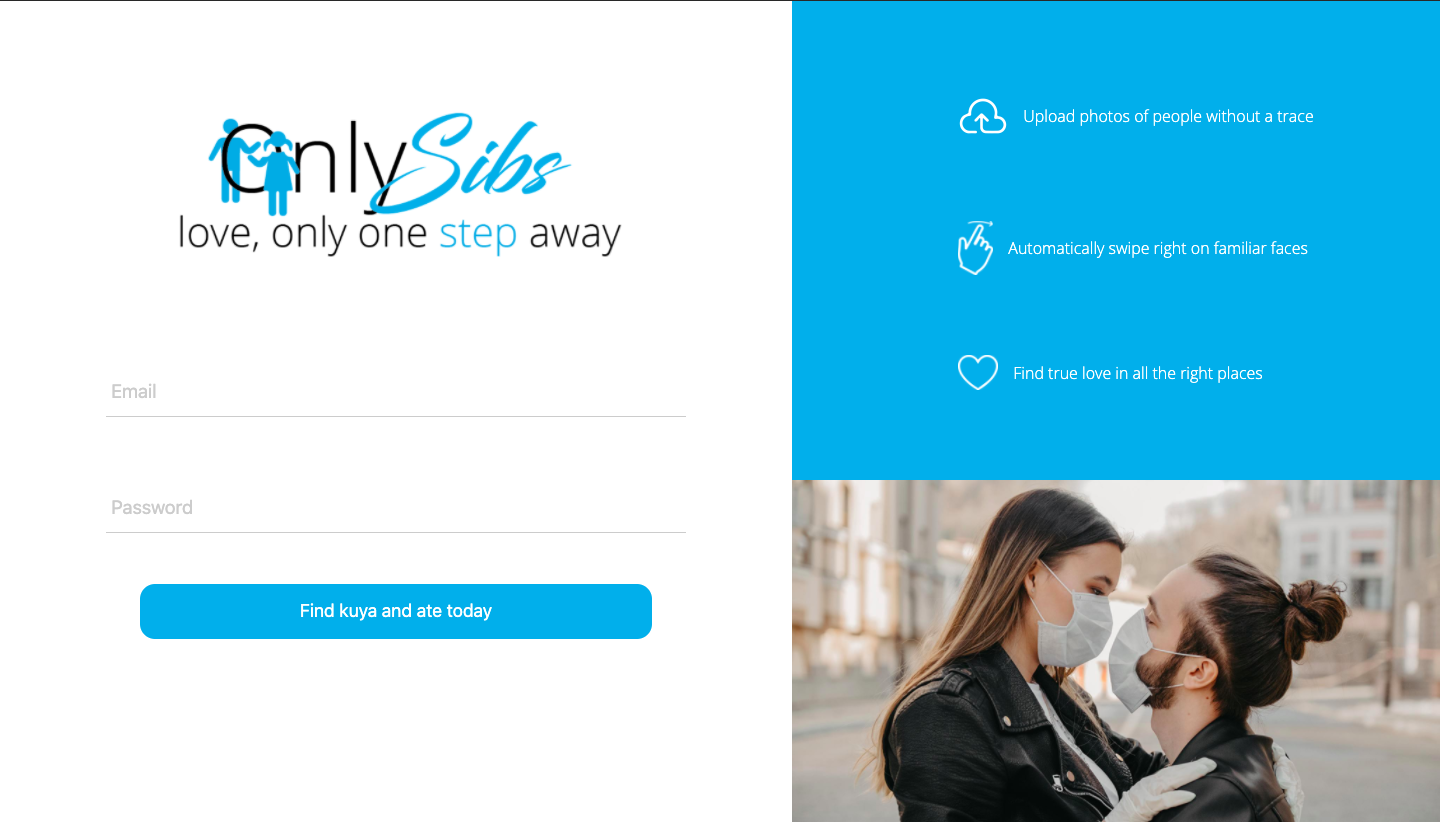 OnlySibs
love, only one step away
Email
Password
Find kuya and ate today
Upload photos of people without a trace
Automatically swipe right on familiar faces
Find true love in all the right places